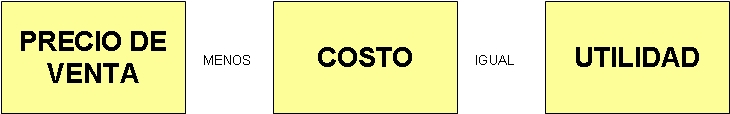 PRECIO DE
VENTA
MENOS
COSTO
IGUAL
UTILIDAD